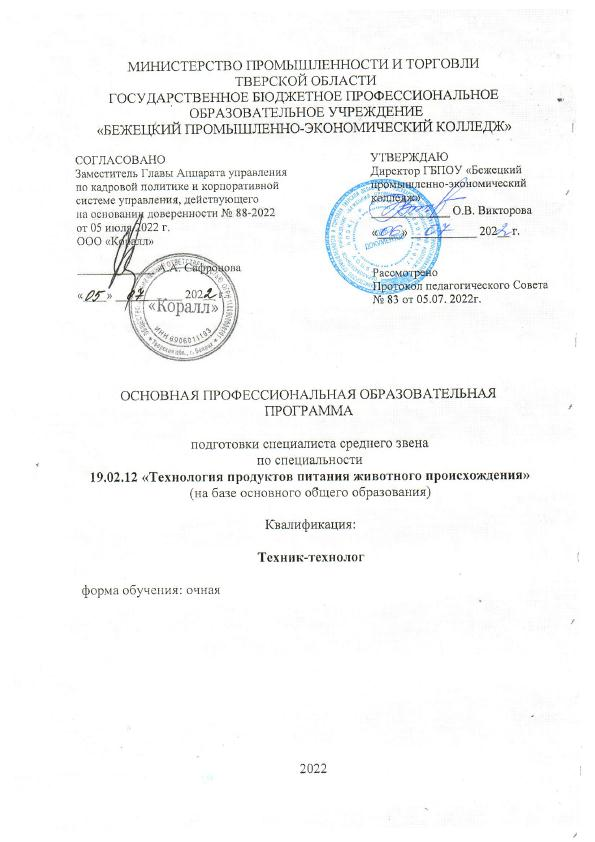 МИНИСТЕРСТВО ПРОМЫШЛЕННОСТИ И ТОРГОВЛИ
ТВЕРСКОЙ ОБЛАСТИ
ГОСУДАРСТВЕННОЕ БЮДЖЕТНОЕ ПРОФЕССИОНАЛЬНОЕ
ОБРАЗОВАТЕЛЬНОЕ УЧРЕЖДЕНИЕ
«БЕЖЕЦКИЙ ПРОМЫШЛЕННО-ЭКОНОМИЧЕСКИЙ КОЛЛЕДЖ»
СОГЛАСОВАНО
Заместитель Главы Аппарата управления
по кадровой политике и корпоративной
системе управления, действующего
на основании доверенности № 88-2022
от 05 июля 2022 г.
ООО «Коралл»
А.А. Сафронова
«05» 07 2022 г.
«Коралл»
ИНН 6906011193
УТВЕРЖДАЮ
Директор ГБПОУ «Бежецкий
промышленно-экономический
колледж»
О.В. Викторова
«06» 07 2022 г.
Рассмотрено
Протокол педагогического Совета
№ 83 от 05.07. 2022г.
ОСНОВНАЯ ПРОФЕССИОНАЛЬНАЯ ОБРАЗОВАТЕЛЬНАЯ
ПРОГРАММА
подготовки специалиста среднего звена
по специальности
19.02.12 «Технология продуктов питания животного происхождения»
(на базе основного общего образования)
Квалификация:
Техник-технолог
форма обучения: очная
2022